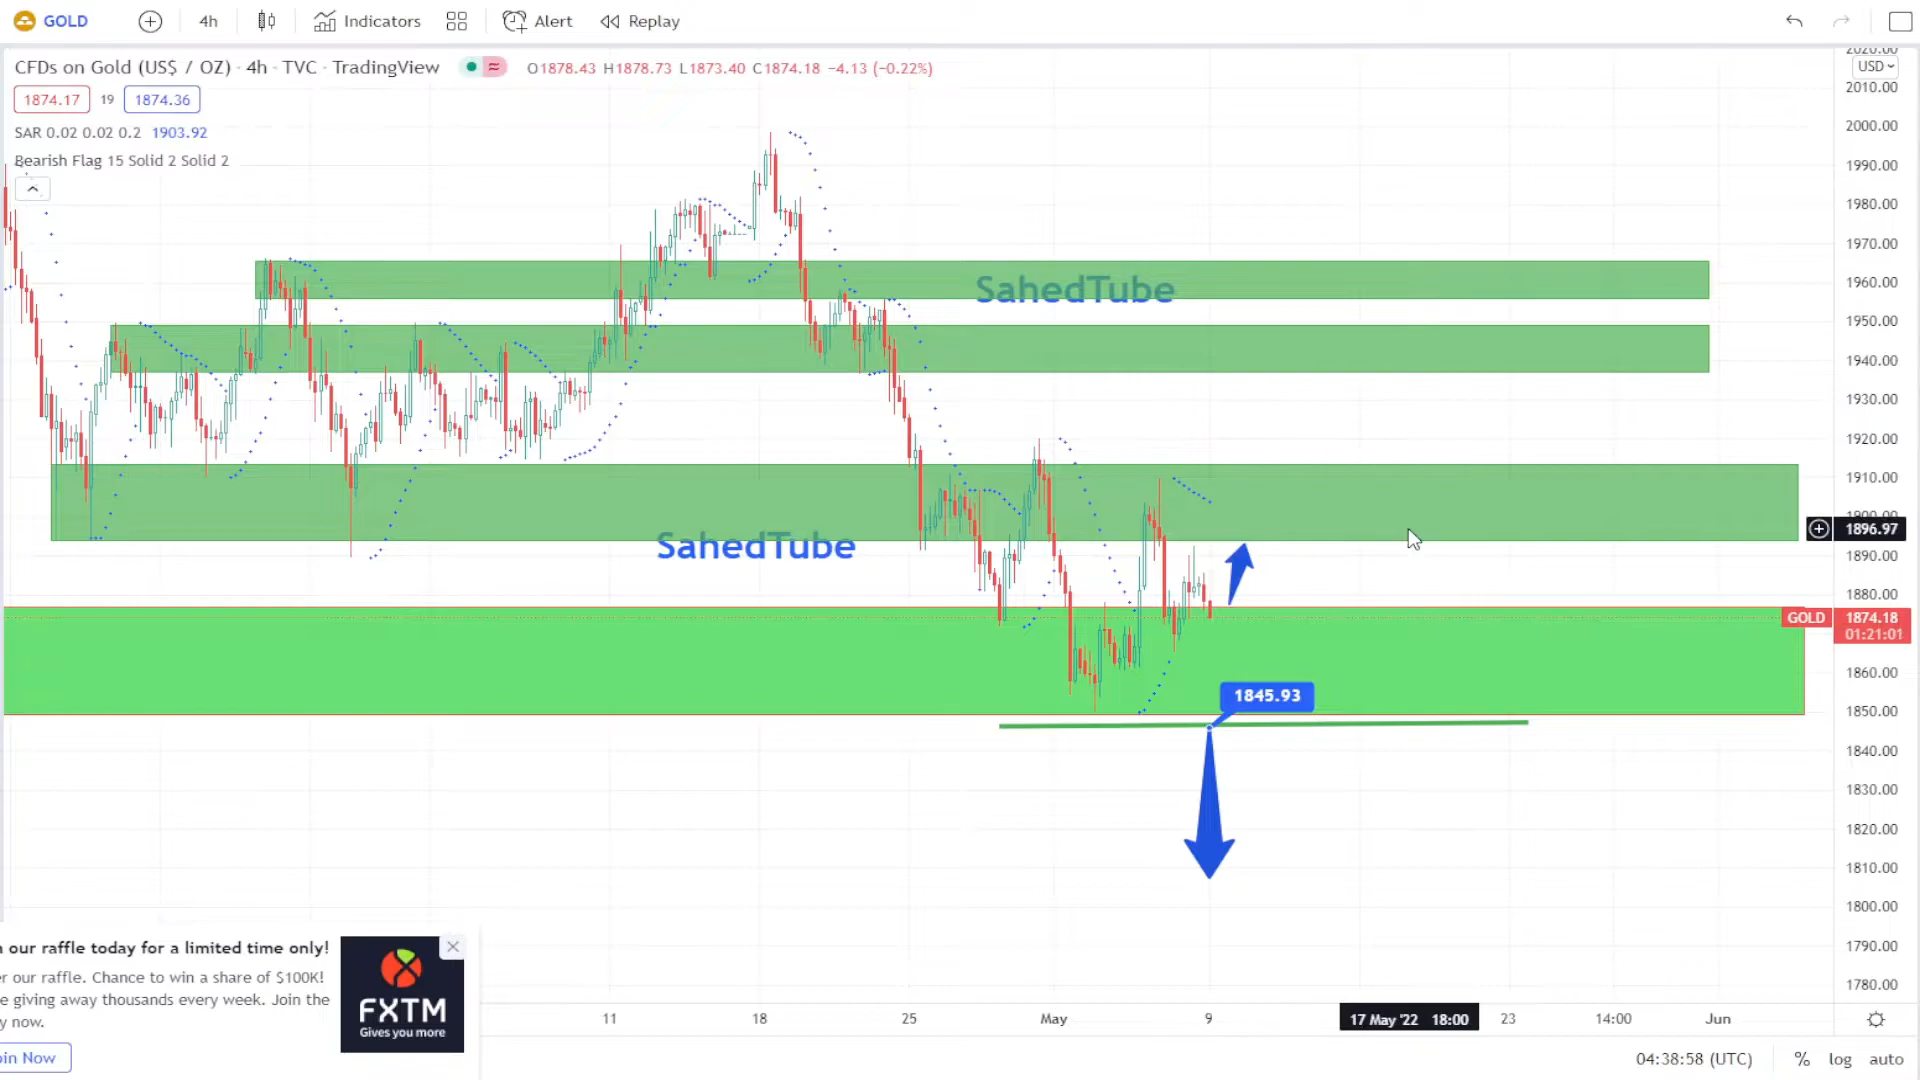 GOLD
4h
Indicators
Alert
Replay
CFDs on Gold (US$ / OZ) · 4h · TVC · TradingView
O1878.43 H1878.73 L1873.40 C1874.18 −4.13 (−0.22%)
1874.17 19 1874.36
SAR 0.02 0.02 0.2 1903.92
Bearish Flag 15 Solid 2 Solid 2
USD
2020.00
2010.00
2000.00
1990.00
1980.00
1970.00
1960.00
1950.00
1940.00
1930.00
1920.00
1910.00
1900.00
1896.97
1890.00
1880.00
GOLD 1874.18
01:21:01
1860.00
1850.00
1840.00
1830.00
1820.00
1810.00
1800.00
1790.00
1780.00
SahedTube
SahedTube
1845.93
our raffle today for a limited time only!
er our raffle. Chance to win a share of $100K!
e giving away thousands every week. Join the
y now.
oin Now
FXTM
Gives you more
11
18
25
May
9
17 May '22 18:00
23
14:00
Jun
04:38:58 (UTC)
%
log
auto